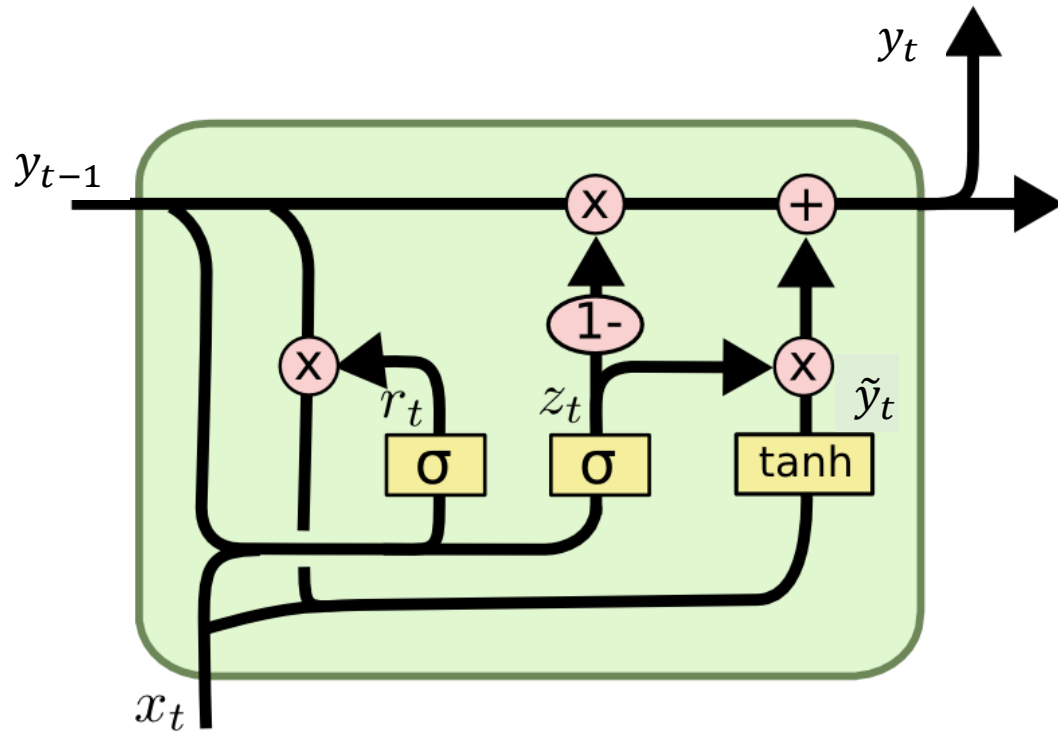 y_t
y_{t−1}
x
+
1-
x
x
r_t
z_t
ỹ_t
σ
σ
tanh
x_t